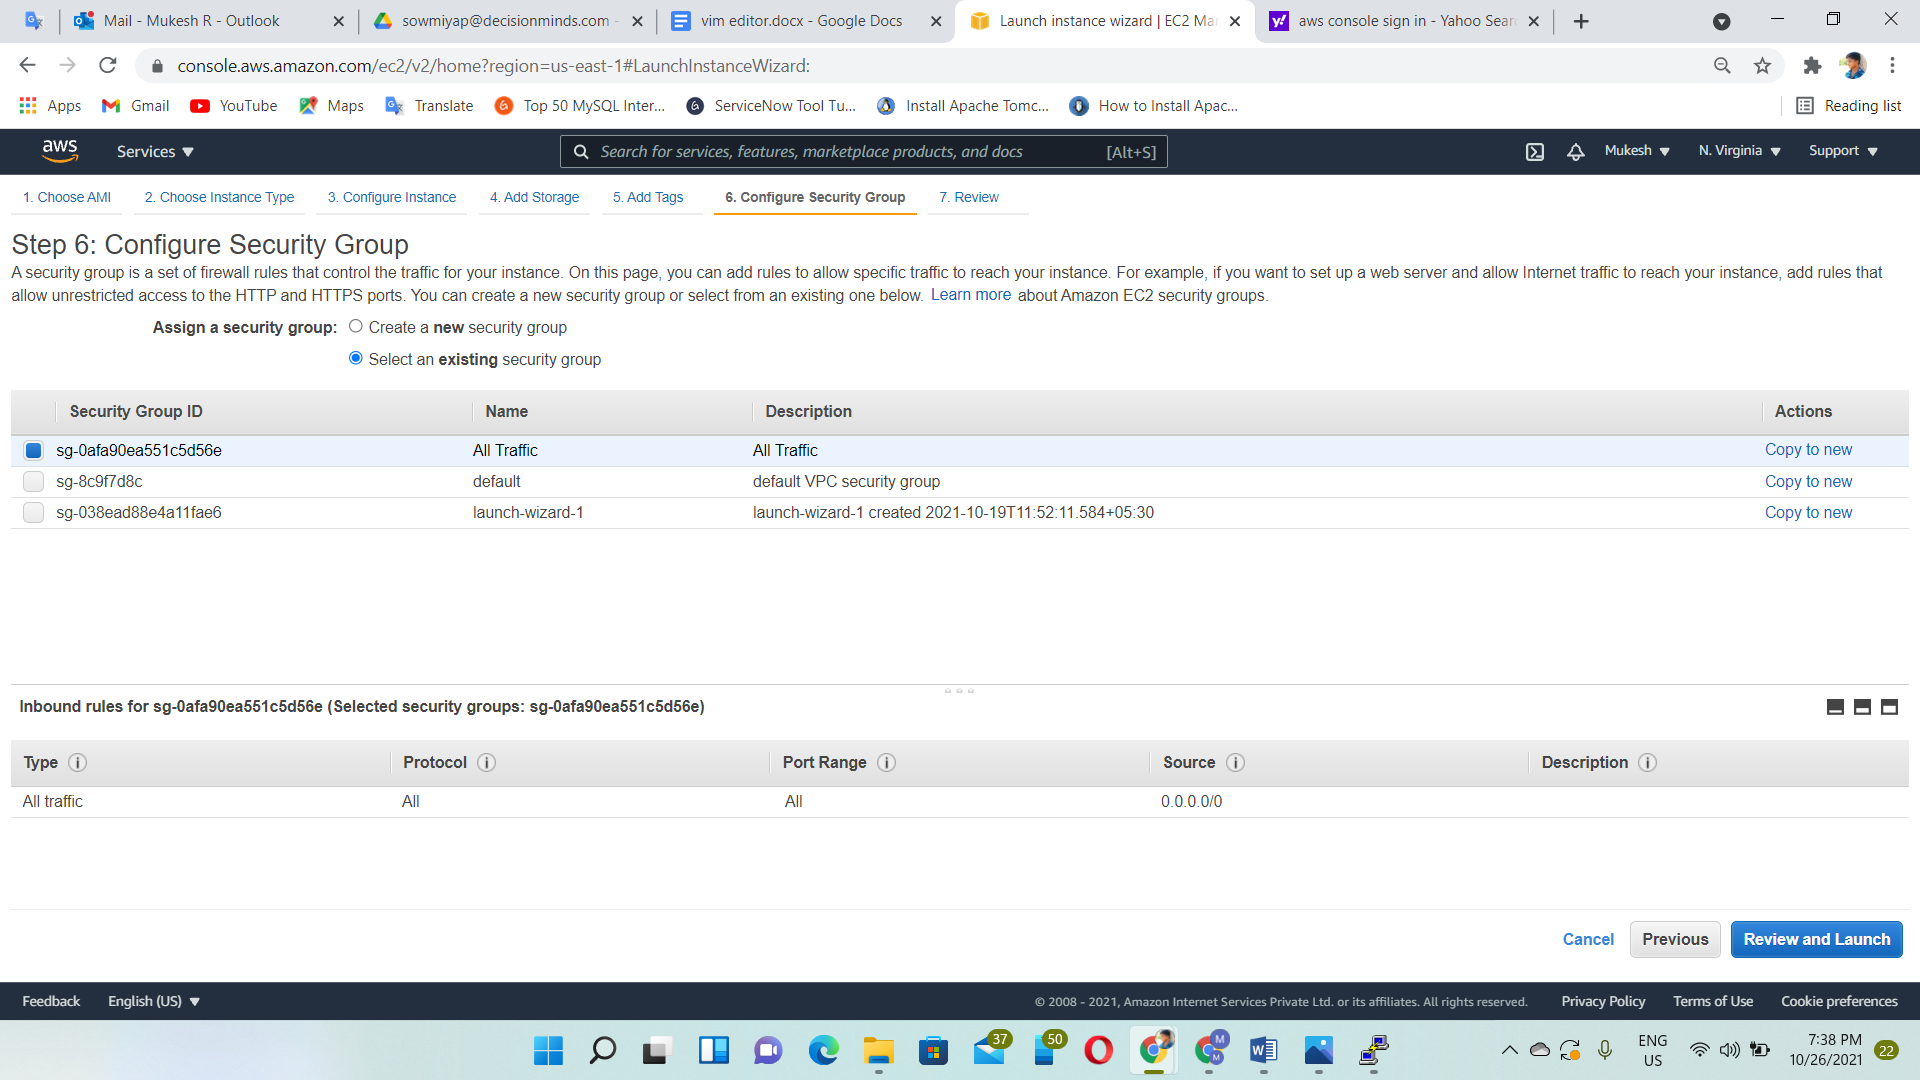 Mail - Mukesh R - Outlook
sowmiyap@decisionminds.com -
vim editor.docx - Google Docs
Launch instance wizard | EC2 Ma
aws console sign in - Yahoo Sear
console.aws.amazon.com/ec2/v2/home?region=us-east-1#LaunchInstanceWizard:
Apps
Gmail
YouTube
Maps
Translate
Top 50 MySQL Inter...
ServiceNow Tool Tu...
Install Apache Tomc...
How to Install Apac...
Reading list
aws
Services
Search for services, features, marketplace products, and docs
[Alt+S]
Mukesh
N. Virginia
Support
1. Choose AMI
2. Choose Instance Type
3. Configure Instance
4. Add Storage
5. Add Tags
6. Configure Security Group
7. Review
Step 6: Configure Security Group
A security group is a set of firewall rules that control the traffic for your instance. On this page, you can add rules to allow specific traffic to reach your instance. For example, if you want to set up a web server and allow Internet traffic to reach your instance, add rules that
allow unrestricted access to the HTTP and HTTPS ports. You can create a new security group or select from an existing one below. Learn more about Amazon EC2 security groups.
Assign a security group: Create a new security group
Select an existing security group
Security Group ID Name Description Actions
sg-0afa90ea551c5d56e All Traffic All Traffic Copy to new
sg-8c9f7d8c default default VPC security group Copy to new
sg-038ead88e4a11fae6 launch-wizard-1 launch-wizard-1 created 2021-10-19T11:52:11.584+05:30 Copy to new
Inbound rules for sg-0afa90ea551c5d56e (Selected security groups: sg-0afa90ea551c5d56e)
Type Protocol Port Range Source Description
All traffic All All 0.0.0.0/0
Cancel Previous Review and Launch
Feedback English (US)
© 2008 - 2021, Amazon Internet Services Private Ltd. or its affiliates. All rights reserved. Privacy Policy Terms of Use Cookie preferences
37
50
M
M
ENG
US
7:38 PM
10/26/2021
22